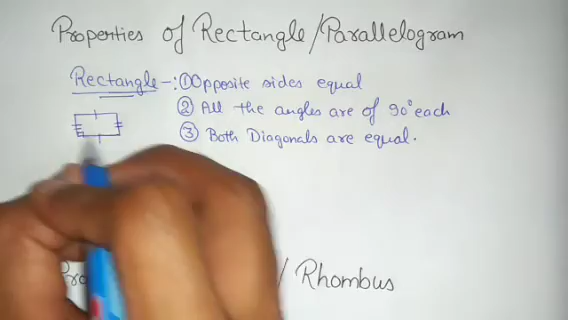 Properties of Rectangle/Parallelogram
Rectangle -: ① Opposite sides equal
② All the angles are of 90° each
③ Both Diagonals are equal.
/ Rhombus